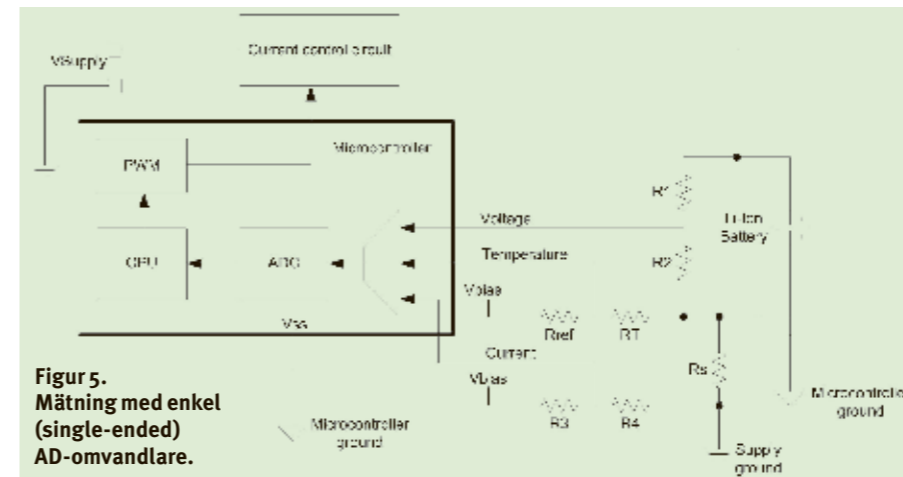 Current control circuit
VSupply
Microcontroller
PWM
R1
Voltage
Li-Ion
Battery
Temperature
CPU
ADC
R2
Vbias
Vss
Rref
RT
Current
Rs
Vbias
Microcontroller
ground
R3
R4
Microcontroller
ground
Supply
ground
Figur 5.
Mätning med enkel
(single-ended)
AD-omvandlare.